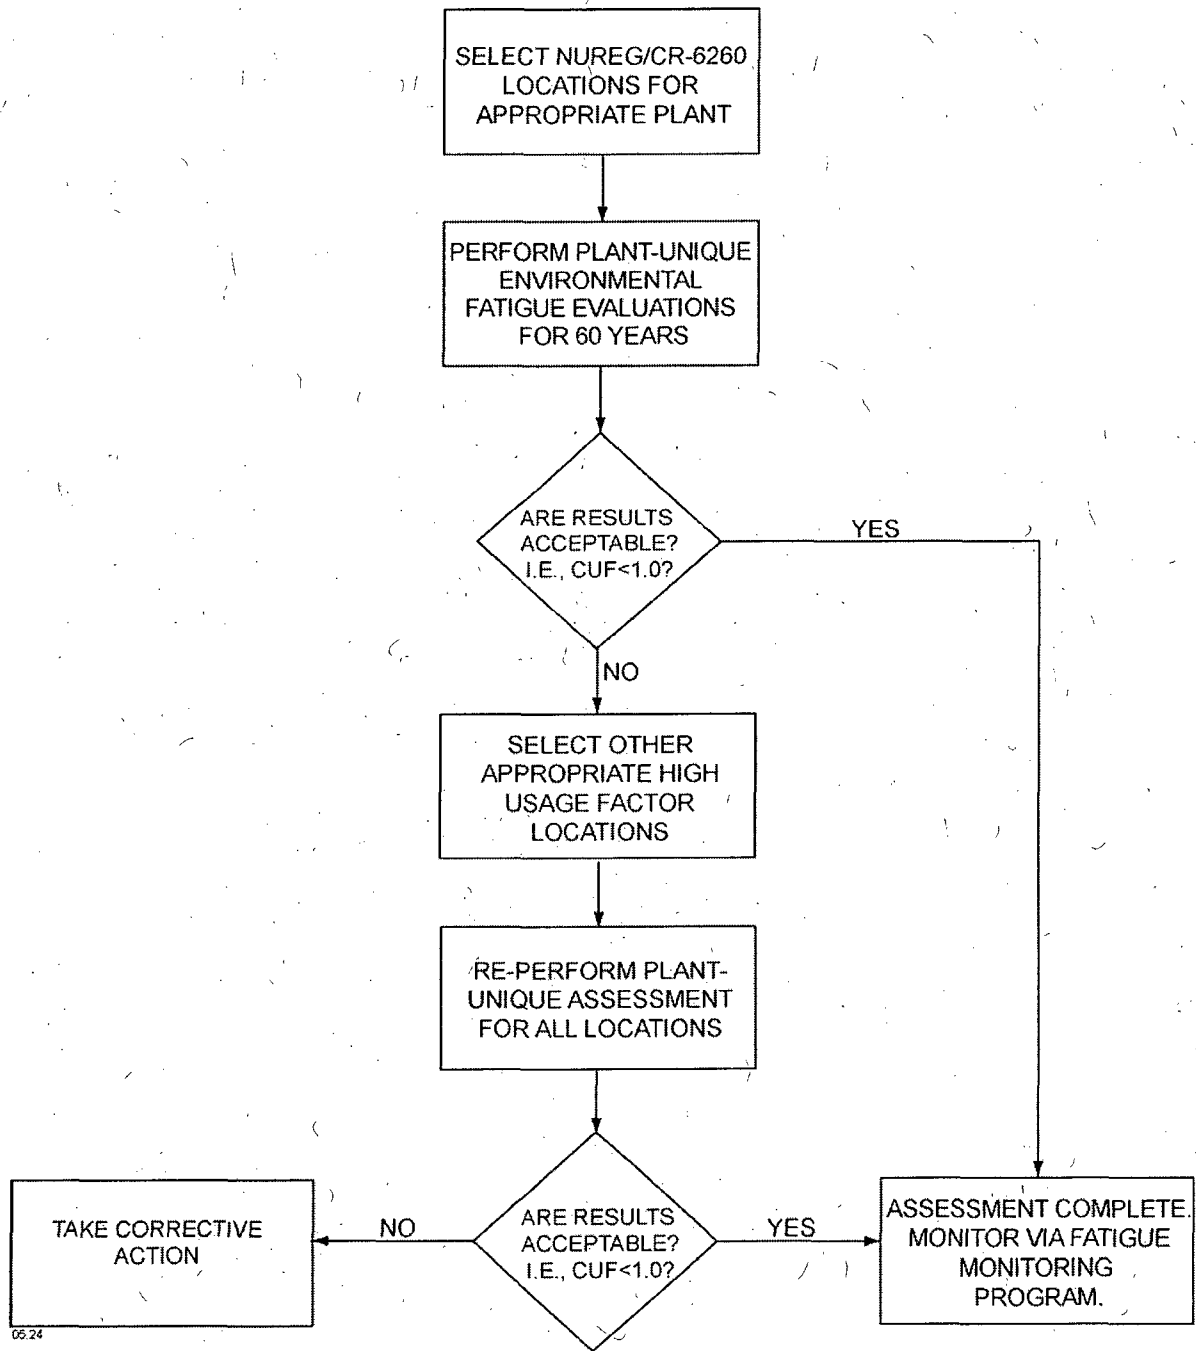 SELECT NUREG/CR-6260
LOCATIONS FOR
APPROPRIATE PLANT
PERFORM PLANT-UNIQUE
ENVIRONMENTAL
FATIGUE EVALUATIONS
FOR 60 YEARS
ARE RESULTS
ACCEPTABLE?
I.E., CUF<1.0?
YES
NO
SELECT OTHER
APPROPRIATE HIGH
USAGE FACTOR
LOCATIONS
RE-PERFORM PLANT-
UNIQUE ASSESSMENT
FOR ALL LOCATIONS
TAKE CORRECTIVE
ACTION
NO
ARE RESULTS
ACCEPTABLE?
I.E., CUF<1.0?
YES
ASSESSMENT COMPLETE.
MONITOR VIA FATIGUE
MONITORING
PROGRAM.
05.24